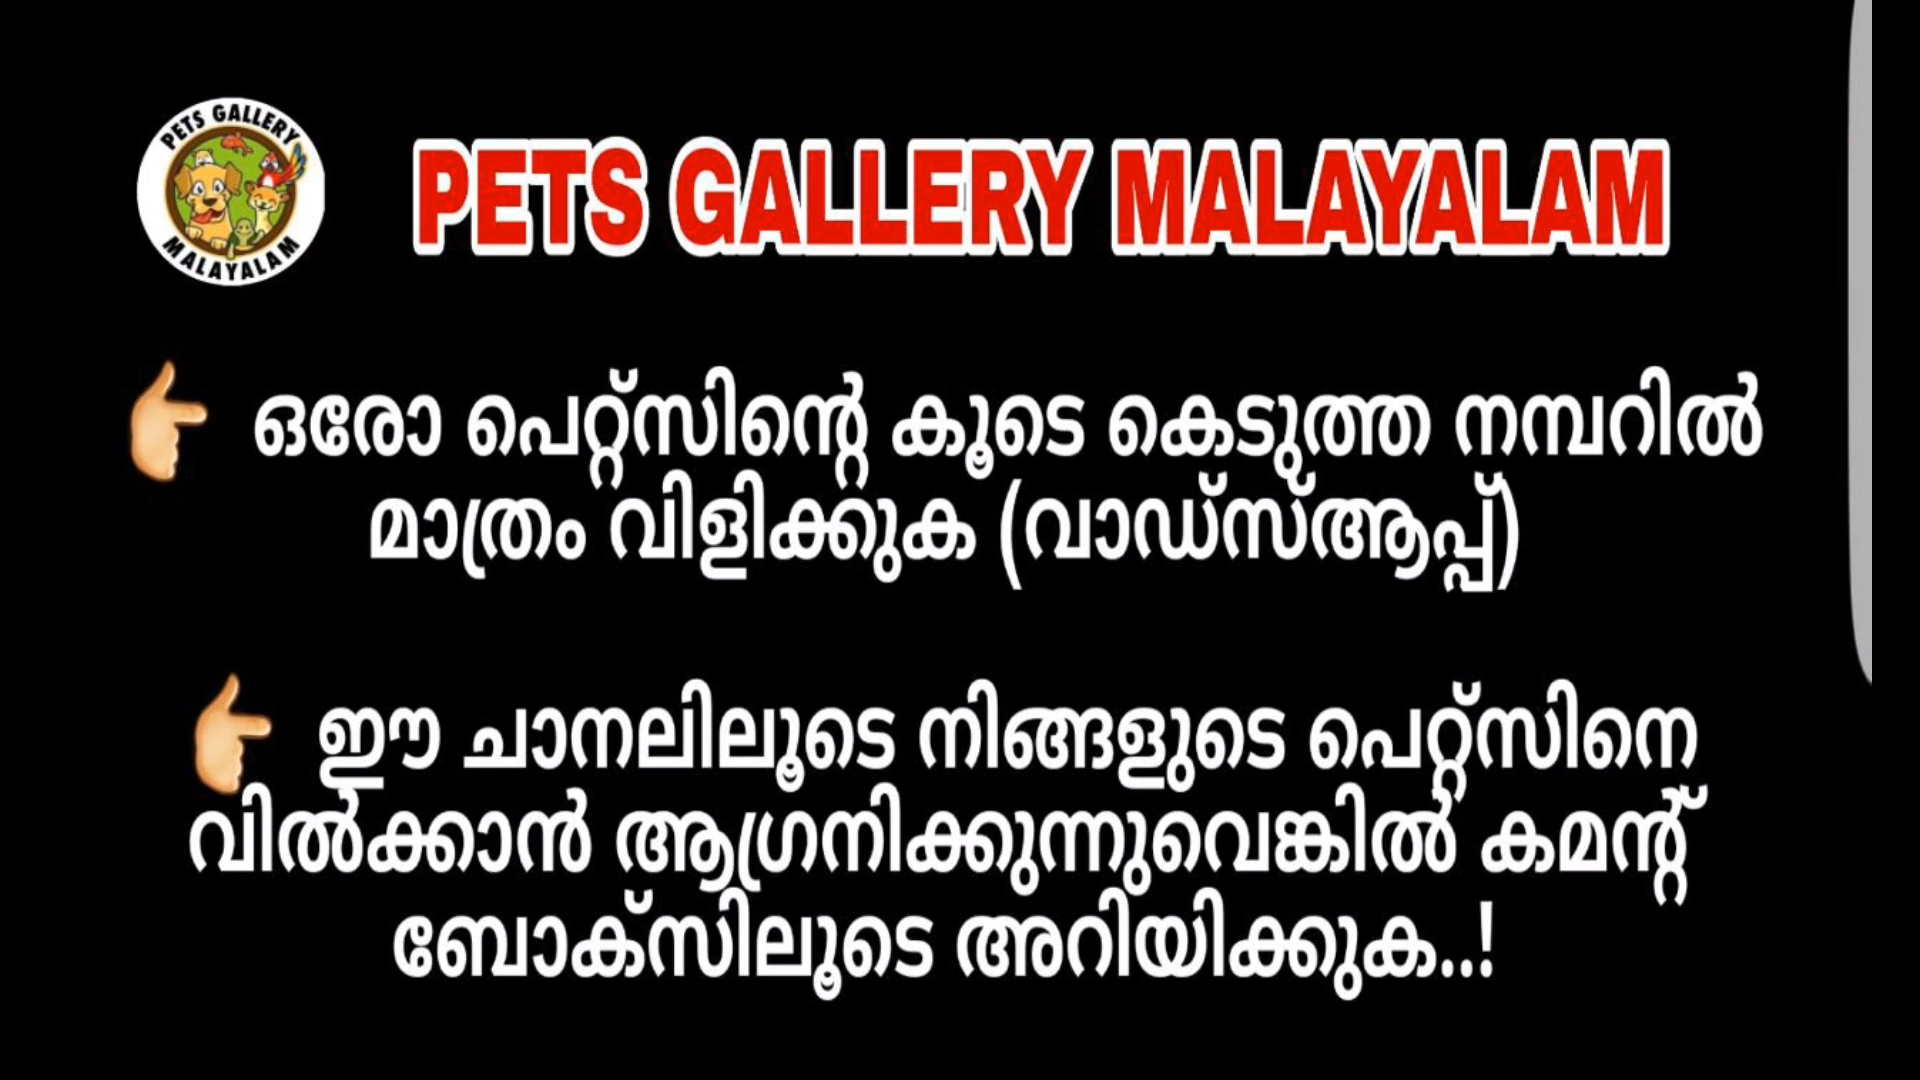 PETS GALLERY
MALAYALAM
PETS GALLERY MALAYALAM
👉 ഒരോ പെറ്റ്സിന്റെ കൂടെ കെടുത്ത നമ്പറിൽ
മാത്രം വിളിക്കുക (വാഡ്സ്ആപ്പ്)
👉 ഈ ചാനലിലൂടെ നിങ്ങളുടെ പെറ്റ്സിനെ
വിൽക്കാൻ ആഗ്രനിക്കുന്നുവെങ്കിൽ കമന്റ്
ബോക്സിലൂടെ അറിയിക്കുക..!